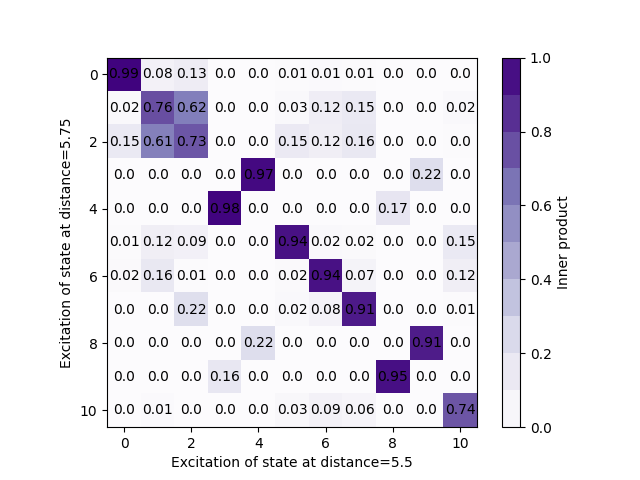 0 0.99 0.08 0.13 0.0 0.0 0.01 0.01 0.01 0.0 0.0 0.0
0.02 0.76 0.62 0.0 0.0 0.03 0.12 0.15 0.0 0.0 0.02
2 0.15 0.61 0.73 0.0 0.0 0.15 0.12 0.16 0.0 0.0 0.0
0.0 0.0 0.0 0.0 0.97 0.0 0.0 0.0 0.0 0.22 0.0
4 0.0 0.0 0.0 0.98 0.0 0.0 0.0 0.0 0.17 0.0 0.0
0.01 0.12 0.09 0.0 0.0 0.94 0.02 0.02 0.0 0.0 0.15
6 0.02 0.16 0.01 0.0 0.0 0.02 0.94 0.07 0.0 0.0 0.12
0.0 0.0 0.22 0.0 0.0 0.02 0.08 0.91 0.0 0.0 0.01
8 0.0 0.0 0.0 0.0 0.22 0.0 0.0 0.0 0.0 0.91 0.0
0.0 0.0 0.0 0.16 0.0 0.0 0.0 0.0 0.95 0.0 0.0
10 0.0 0.01 0.0 0.0 0.0 0.03 0.09 0.06 0.0 0.0 0.74
0 2 4 6 8 10
Excitation of state at distance=5.5
Excitation of state at distance=5.75
1.0
0.8
0.6
0.4
0.2
0.0
Inner product